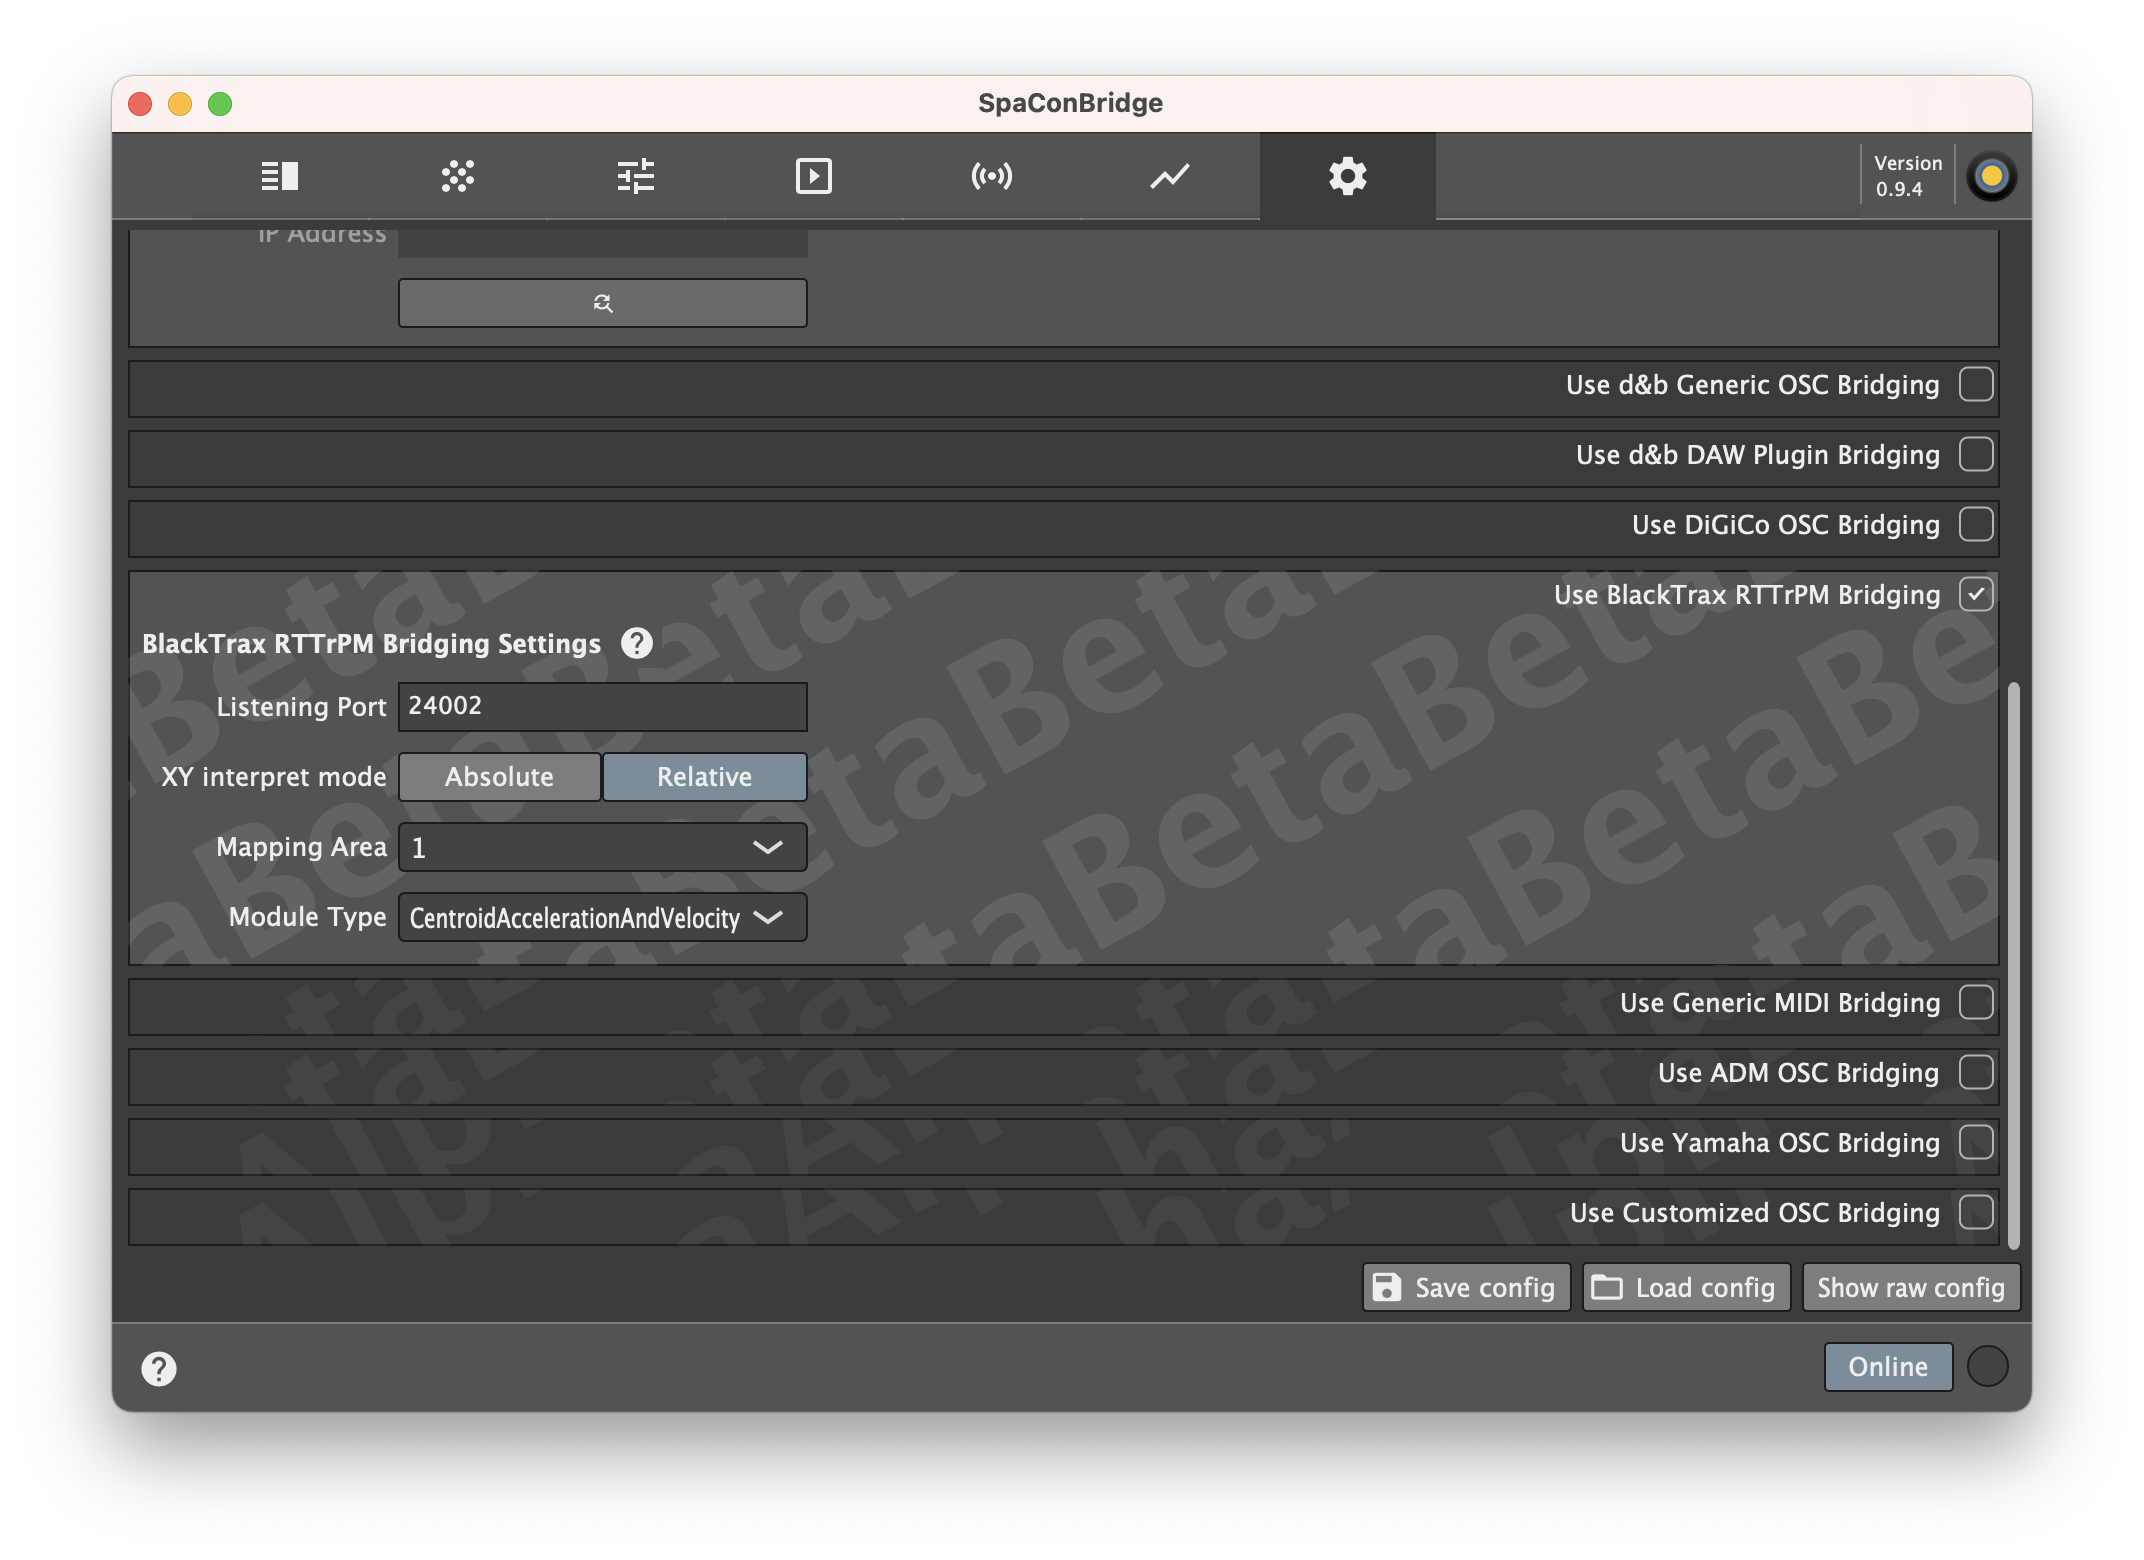 SpaConBridge
Version
0.9.4
IP Address
Use d&b Generic OSC Bridging
Use d&b DAW Plugin Bridging
Use DiGiCo OSC Bridging
Use BlackTrax RTTrPM Bridging
BlackTrax RTTrPM Bridging Settings
Listening Port 24002
XY interpret mode Absolute Relative
Mapping Area 1
Module Type CentroidAccelerationAndVelocity
Use Generic MIDI Bridging
Use ADM OSC Bridging
Use Yamaha OSC Bridging
Use Customized OSC Bridging
Save config Load config Show raw config
Online